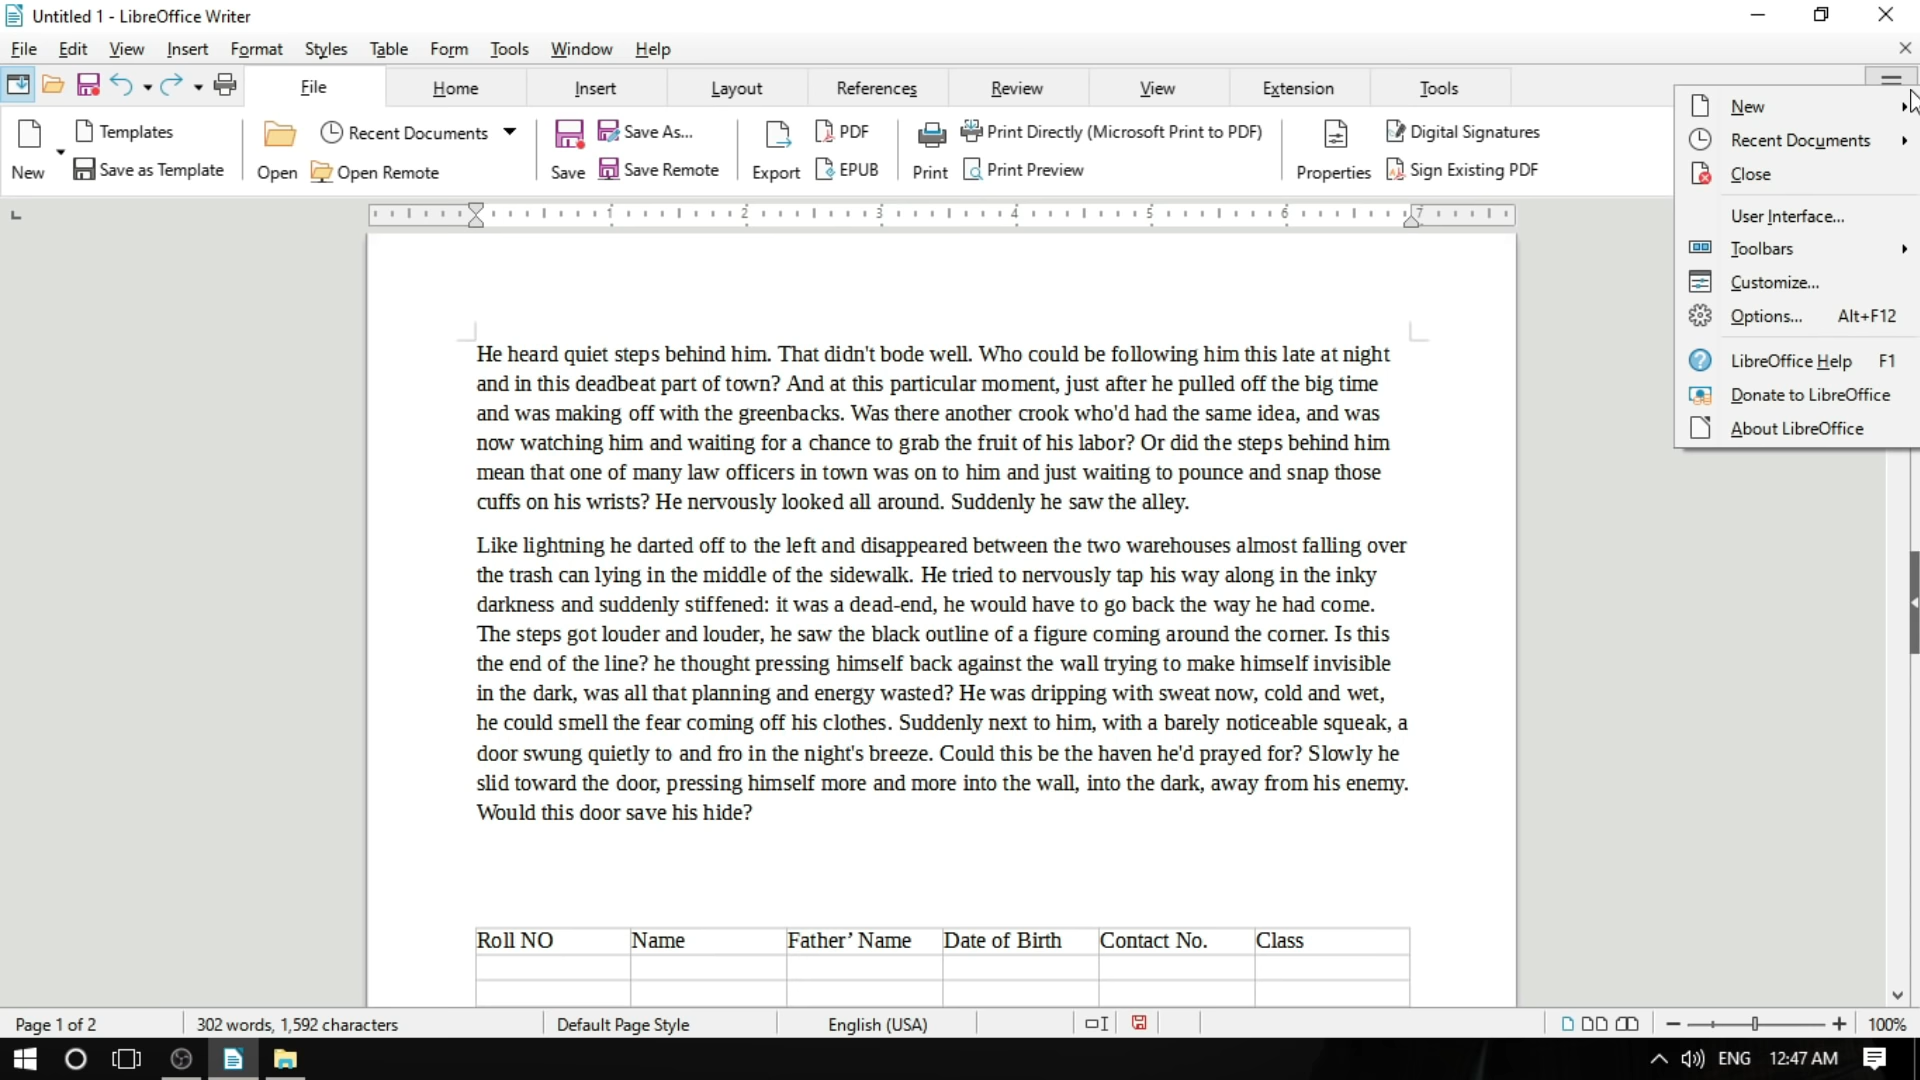 Untitled 1 - LibreOffice Writer
File Edit View Insert Format Styles Table Form Tools Window Help
File Home Insert Layout References Review View Extension Tools
New
Templates
Save as Template
Open
Recent Documents
Open Remote
Save
Save As...
Save Remote
Export
PDF
EPUB
Print
Print Directly (Microsoft Print to PDF)
Print Preview
Properties
Digital Signatures
Sign Existing PDF
New
Recent Documents
Close
User Interface...
Toolbars
Customize...
Options... Alt+F12
LibreOffice Help F1
Donate to LibreOffice
About LibreOffice
1 2 3 4 5 6 7
He heard quiet steps behind him. That didn't bode well. Who could be following him this late at night
and in this deadbeat part of town? And at this particular moment, just after he pulled off the big time
and was making off with the greenbacks. Was there another crook who'd had the same idea, and was
now watching him and waiting for a chance to grab the fruit of his labor? Or did the steps behind him
mean that one of many law officers in town was on to him and just waiting to pounce and snap those
cuffs on his wrists? He nervously looked all around. Suddenly he saw the alley.
Like lightning he darted off to the left and disappeared between the two warehouses almost falling over
the trash can lying in the middle of the sidewalk. He tried to nervously tap his way along in the inky
darkness and suddenly stiffened: it was a dead-end, he would have to go back the way he had come.
The steps got louder and louder, he saw the black outline of a figure coming around the corner. Is this
the end of the line? he thought pressing himself back against the wall trying to make himself invisible
in the dark, was all that planning and energy wasted? He was dripping with sweat now, cold and wet,
he could smell the fear coming off his clothes. Suddenly next to him, with a barely noticeable squeak, a
door swung quietly to and fro in the night's breeze. Could this be the haven he'd prayed for? Slowly he
slid toward the door, pressing himself more and more into the wall, into the dark, away from his enemy.
Would this door save his hide?
Roll NO Name Father’ Name Date of Birth Contact No. Class
Page 1 of 2 302 words, 1,592 characters Default Page Style English (USA) 100%
ENG 12:47 AM